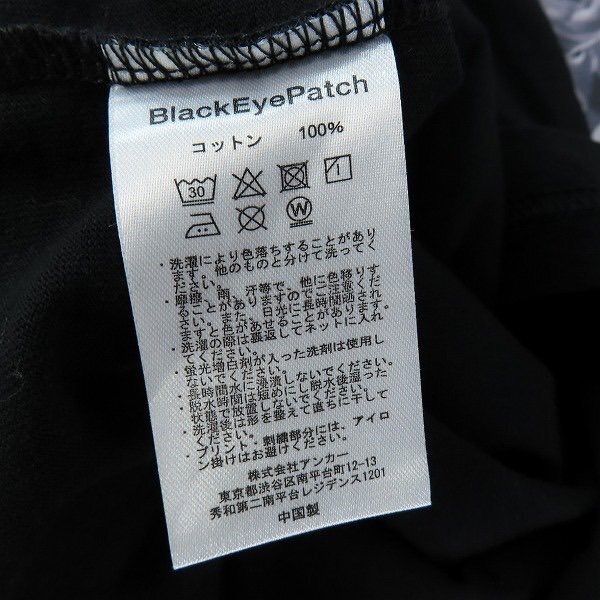 BlackEyePatch
コットン 100%
30
W
・洗濯により色落ちすることがあり
ます。他のものと分けて洗ってく
ださい。
・摩擦、雨、汗等で、他に色移りす
ることがありますのでご注意くだ
さい。また、日光に長時間晒され
ますと色があせることがあります。
・洗濯の際は裏返してネットに入れ
てください。
・蛍光増白剤が入った洗剤は使用し
ないでください。
・長時間水に浸漬しないでください。
・脱水時間は短めにし脱水後湿った
状態で放置しないでください。
・洗濯後は形を整えて直ちに干して
ください。
・プリント、刺繍部分には、アイロ
ン掛けはお避けください。
株式会社アンカー
東京都渋谷区南平台町12-13
秀和第二南平台レジデンス1201
中国製